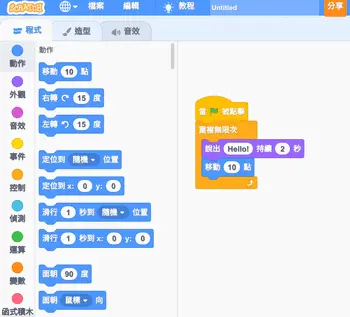 SCRATCH 檔案 編輯 教程 Untitled 分享
程式 造型 音效
動作
外觀
音效
事件
控制
偵測
運算
變數
函式積木
動作
移動 10 點
右轉 15 度
左轉 15 度
定位到 隨機 位置
定位到 x: 0 y: 0
滑行 1 秒到 隨機 位置
滑行 1 秒到 x: 0 y: 0
面朝 90 度
面朝 鼠標 向
當 被點擊
重複無限次
說出 Hello! 持續 2 秒
移動 10 點